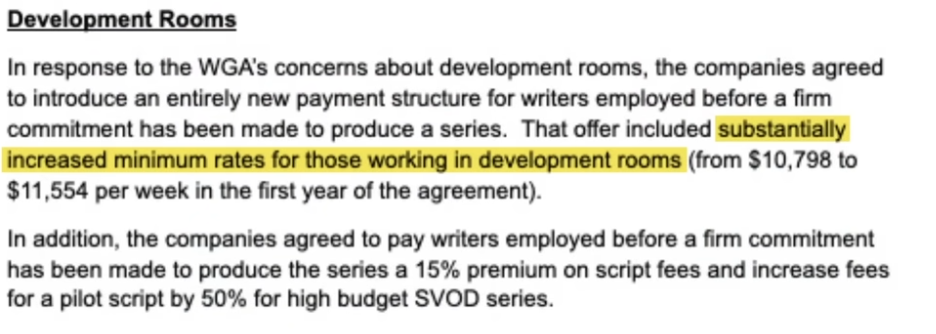 Development Rooms
In response to the WGA's concerns about development rooms, the companies agreed
to introduce an entirely new payment structure for writers employed before a firm
commitment has been made to produce a series.  That offer included substantially
increased minimum rates for those working in development rooms (from $10,798 to
$11,554 per week in the first year of the agreement).
In addition, the companies agreed to pay writers employed before a firm commitment
has been made to produce the series a 15% premium on script fees and increase fees
for a pilot script by 50% for high budget SVOD series.